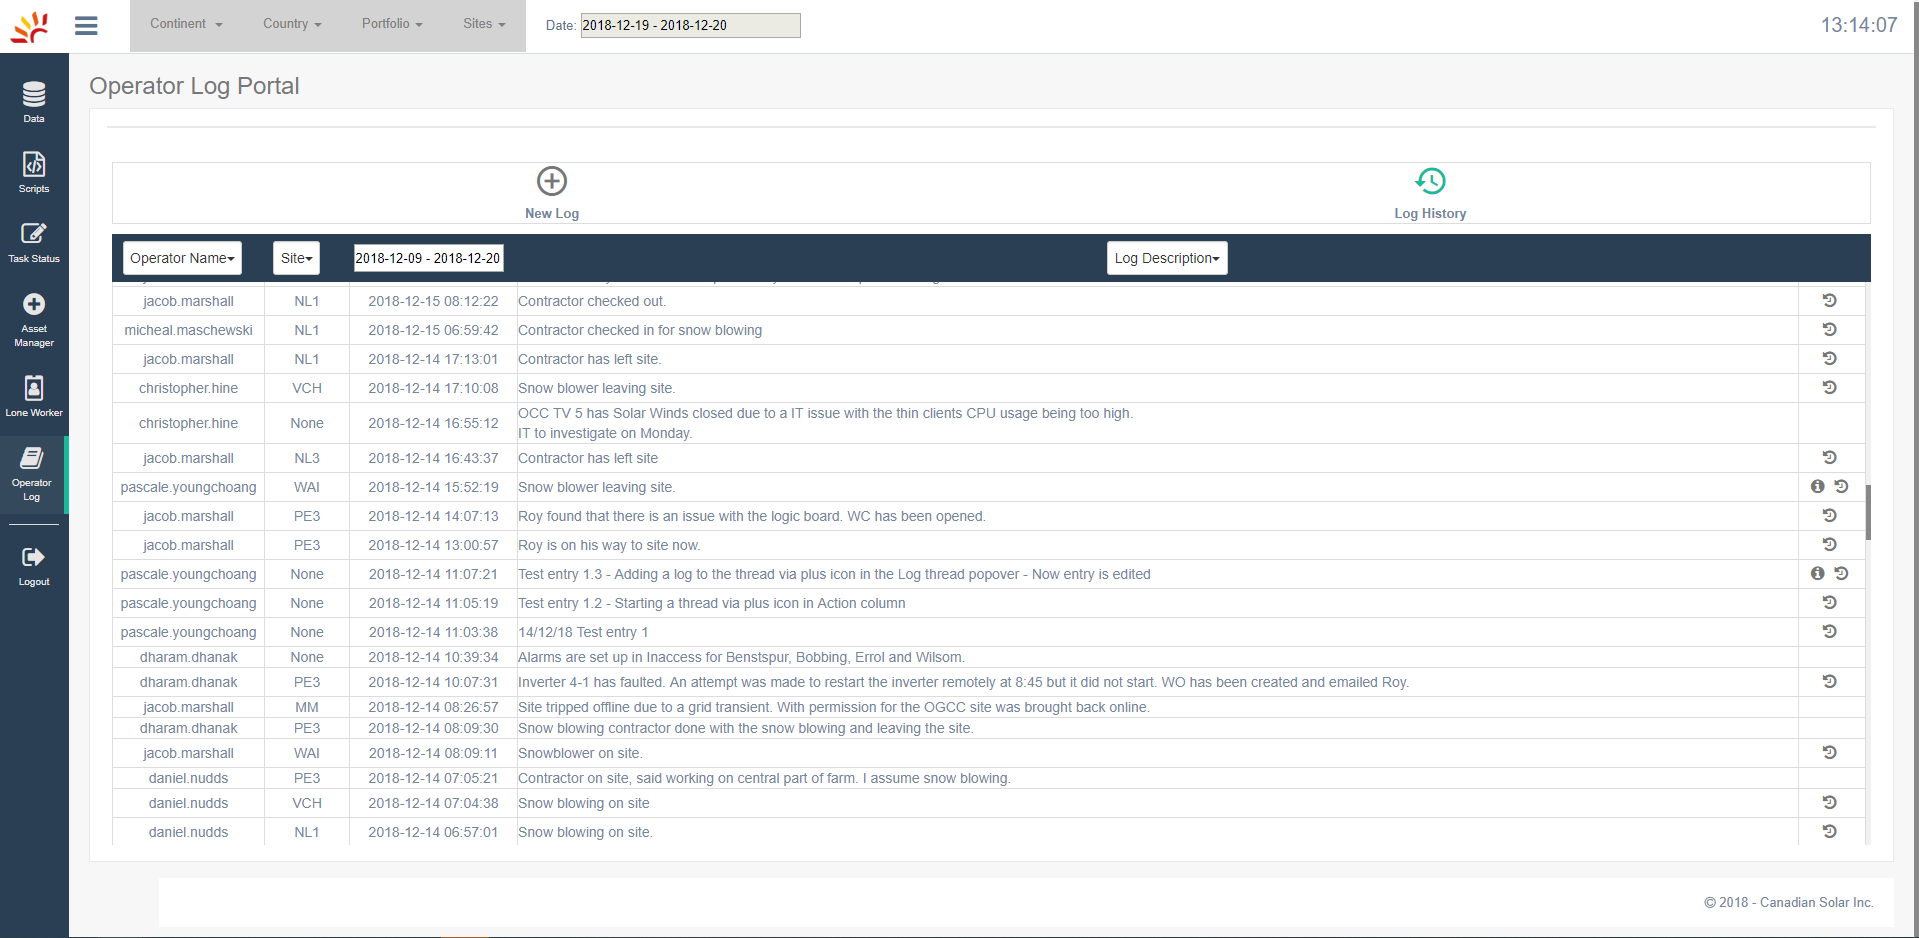 Continent
Country
Portfolio
Sites
Date: 2018-12-19 - 2018-12-20
13:14:07
Data
Scripts
Task Status
Asset
Manager
Lone Worker
Operator
Log
Logout
Operator Log Portal
New Log
Log History
Operator Name
Site
2018-12-09 - 2018-12-20
Log Description
jacob.marshall NL1 2018-12-15 08:12:22 Contractor checked out.
micheal.maschewski NL1 2018-12-15 06:59:42 Contractor checked in for snow blowing
jacob.marshall NL1 2018-12-14 17:13:01 Contractor has left site.
christopher.hine VCH 2018-12-14 17:10:08 Snow blower leaving site.
christopher.hine None 2018-12-14 16:55:12 OCC TV 5 has Solar Winds closed due to a IT issue with the thin clients CPU usage being too high.
IT to investigate on Monday.
jacob.marshall NL3 2018-12-14 16:43:37 Contractor has left site
pascale.youngchoang WAI 2018-12-14 15:52:19 Snow blower leaving site.
jacob.marshall PE3 2018-12-14 14:07:13 Roy found that there is an issue with the logic board. WC has been opened.
jacob.marshall PE3 2018-12-14 13:00:57 Roy is on his way to site now.
pascale.youngchoang None 2018-12-14 11:07:21 Test entry 1.3 - Adding a log to the thread via plus icon in the Log thread popover - Now entry is edited
pascale.youngchoang None 2018-12-14 11:05:19 Test entry 1.2 - Starting a thread via plus icon in Action column
pascale.youngchoang None 2018-12-14 11:03:38 14/12/18 Test entry 1
dharam.dhanak None 2018-12-14 10:39:34 Alarms are set up in Inaccess for Benstspur, Bobbing, Errol and Wilsom.
dharam.dhanak PE3 2018-12-14 10:07:31 Inverter 4-1 has faulted. An attempt was made to restart the inverter remotely at 8:45 but it did not start. WO has been created and emailed Roy.
jacob.marshall MM 2018-12-14 08:26:57 Site tripped offline due to a grid transient. With permission for the OGCC site was brought back online.
dharam.dhanak PE3 2018-12-14 08:09:30 Snow blowing contractor done with the snow blowing and leaving the site.
jacob.marshall WAI 2018-12-14 08:09:11 Snowblower on site.
daniel.nudds PE3 2018-12-14 07:05:21 Contractor on site, said working on central part of farm. I assume snow blowing.
daniel.nudds VCH 2018-12-14 07:04:38 Snow blowing on site
daniel.nudds NL1 2018-12-14 06:57:01 Snow blowing on site.
© 2018 - Canadian Solar Inc.